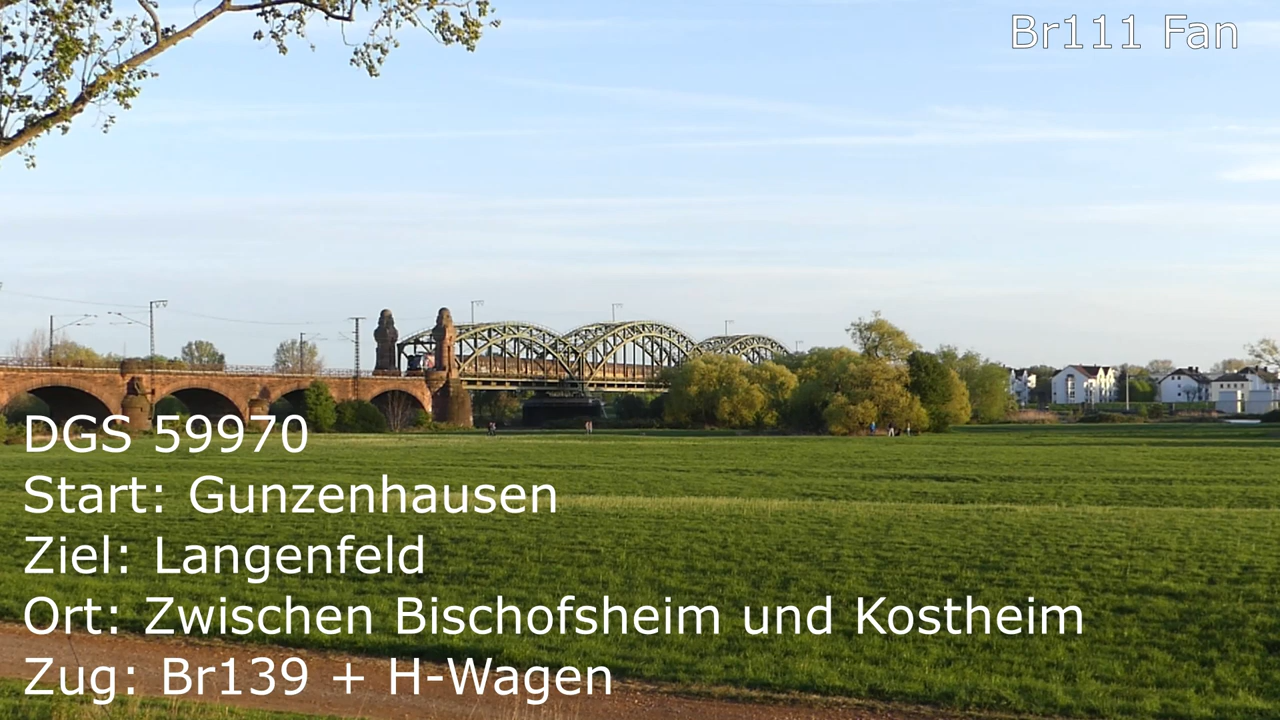 Br111 Fan
DGS 59970
Start: Gunzenhausen
Ziel: Langenfeld
Ort: Zwischen Bischofsheim und Kostheim
Zug: Br139 + H-Wagen